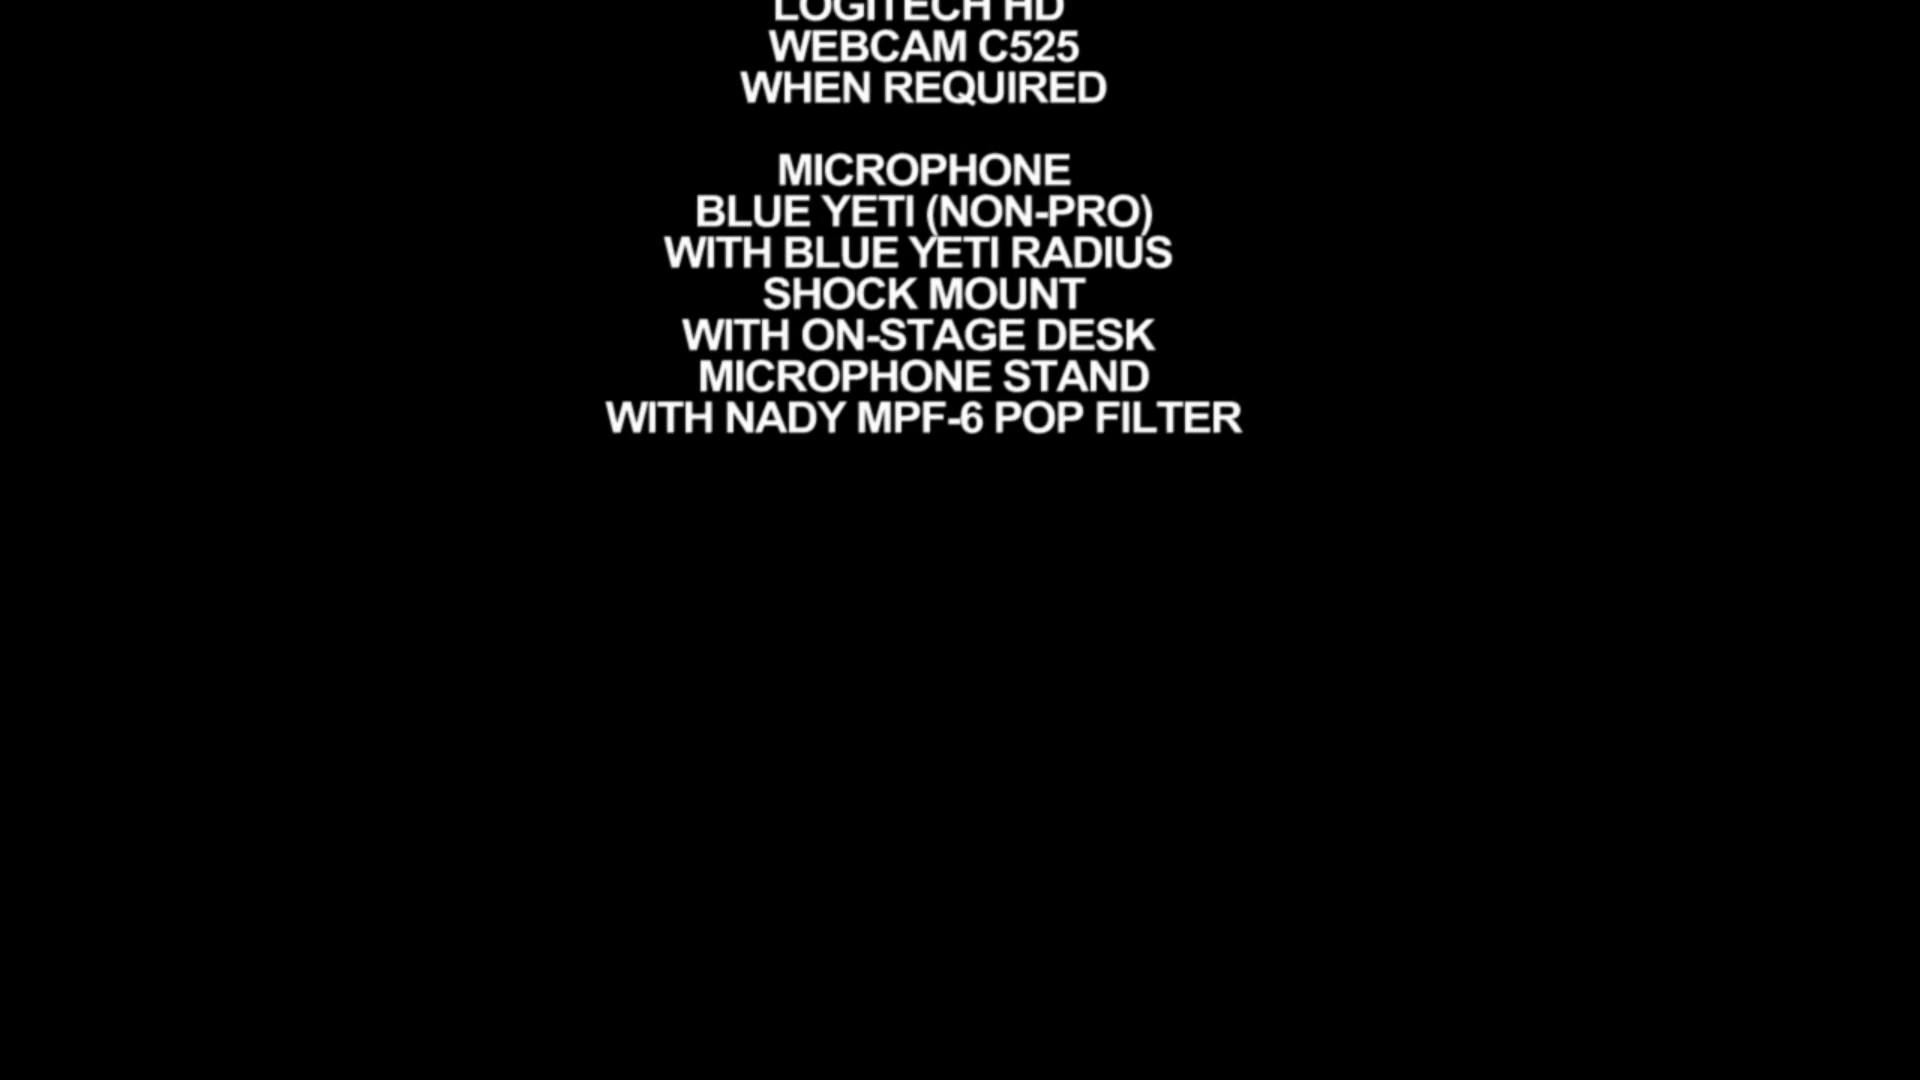 LOGITECH HD
WEBCAM C525
WHEN REQUIRED
MICROPHONE
BLUE YETI (NON-PRO)
WITH BLUE YETI RADIUS
SHOCK MOUNT
WITH ON-STAGE DESK
MICROPHONE STAND
WITH NADY MPF-6 POP FILTER